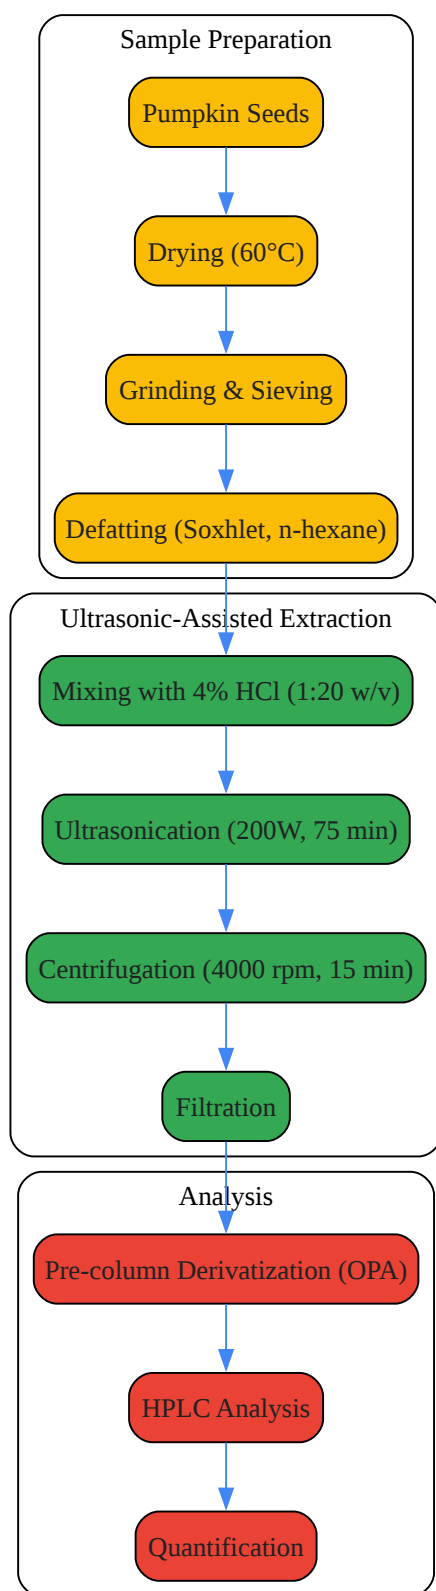 Sample Preparation
Pumpkin Seeds
Drying (60°C)
Grinding & Sieving
Defatting (Soxhlet, n-hexane)
Ultrasonic-Assisted Extraction
Mixing with 4% HCl (1:20 w/v)
Ultrasonication (200W, 75 min)
Centrifugation (4000 rpm, 15 min)
Filtration
Analysis
Pre-column Derivatization (OPA)
HPLC Analysis
Quantification